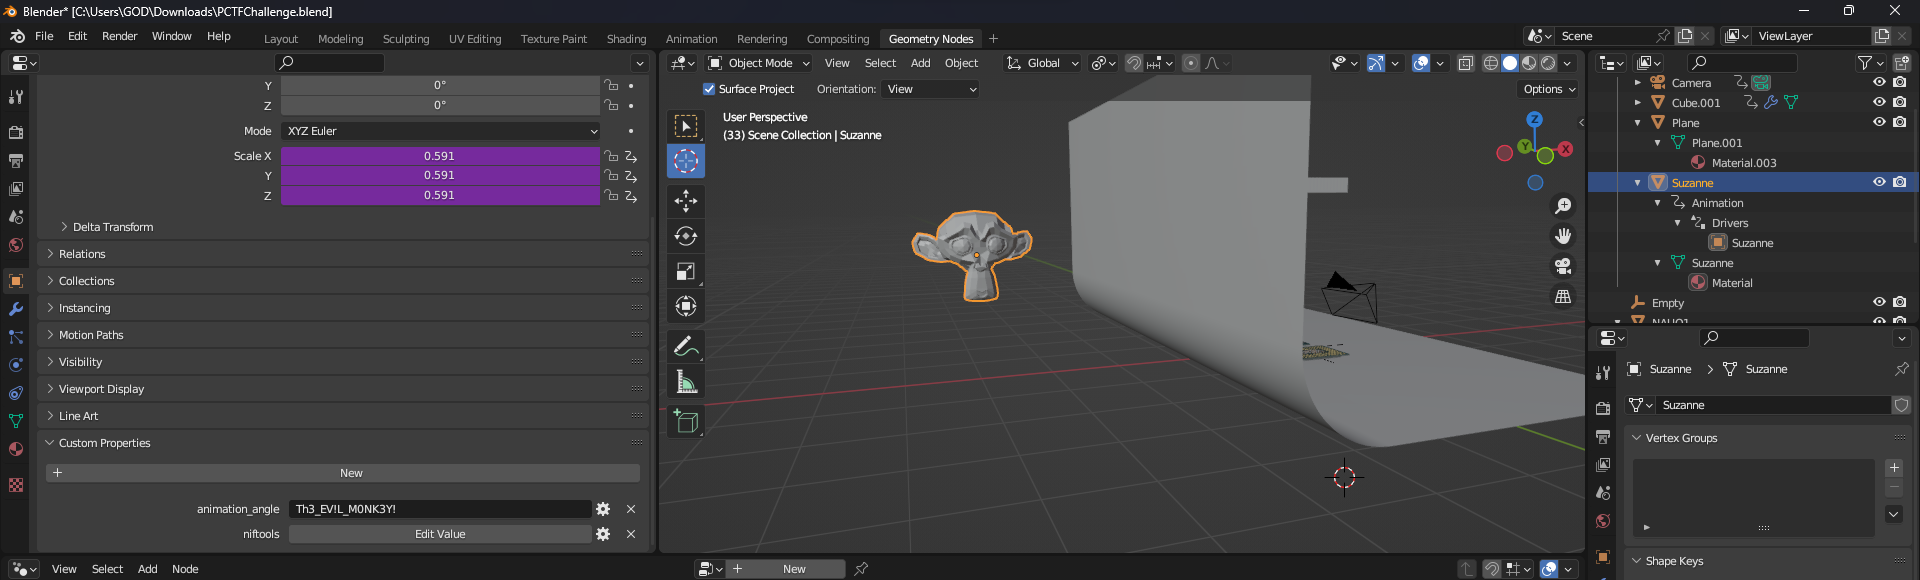 Blender* [C:\Users\GOD\Downloads\PCTFChallenge.blend]
File Edit Render Window Help Layout Modeling Sculpting UV Editing Texture Paint Shading Animation Rendering Compositing Geometry Nodes + Scene ViewLayer
Object Mode View Select Add Object Global
Surface Project Orientation: View Options
User Perspective
(33) Scene Collection | Suzanne
Y 0°
Z 0°
Mode XYZ Euler
Scale X 0.591
Y 0.591
Z 0.591
Delta Transform
Relations
Collections
Instancing
Motion Paths
Visibility
Viewport Display
Line Art
Custom Properties
New
animation_angle Th3_EV!L_M0NK3Y!
niftools Edit Value
Z
Y
X
Camera
Cube.001
Plane
Plane.001
Material.003
Suzanne
Animation
Drivers
Suzanne
Suzanne
Material
Empty
Suzanne > Suzanne
Suzanne
Vertex Groups
Shape Keys
View Select Add Node New